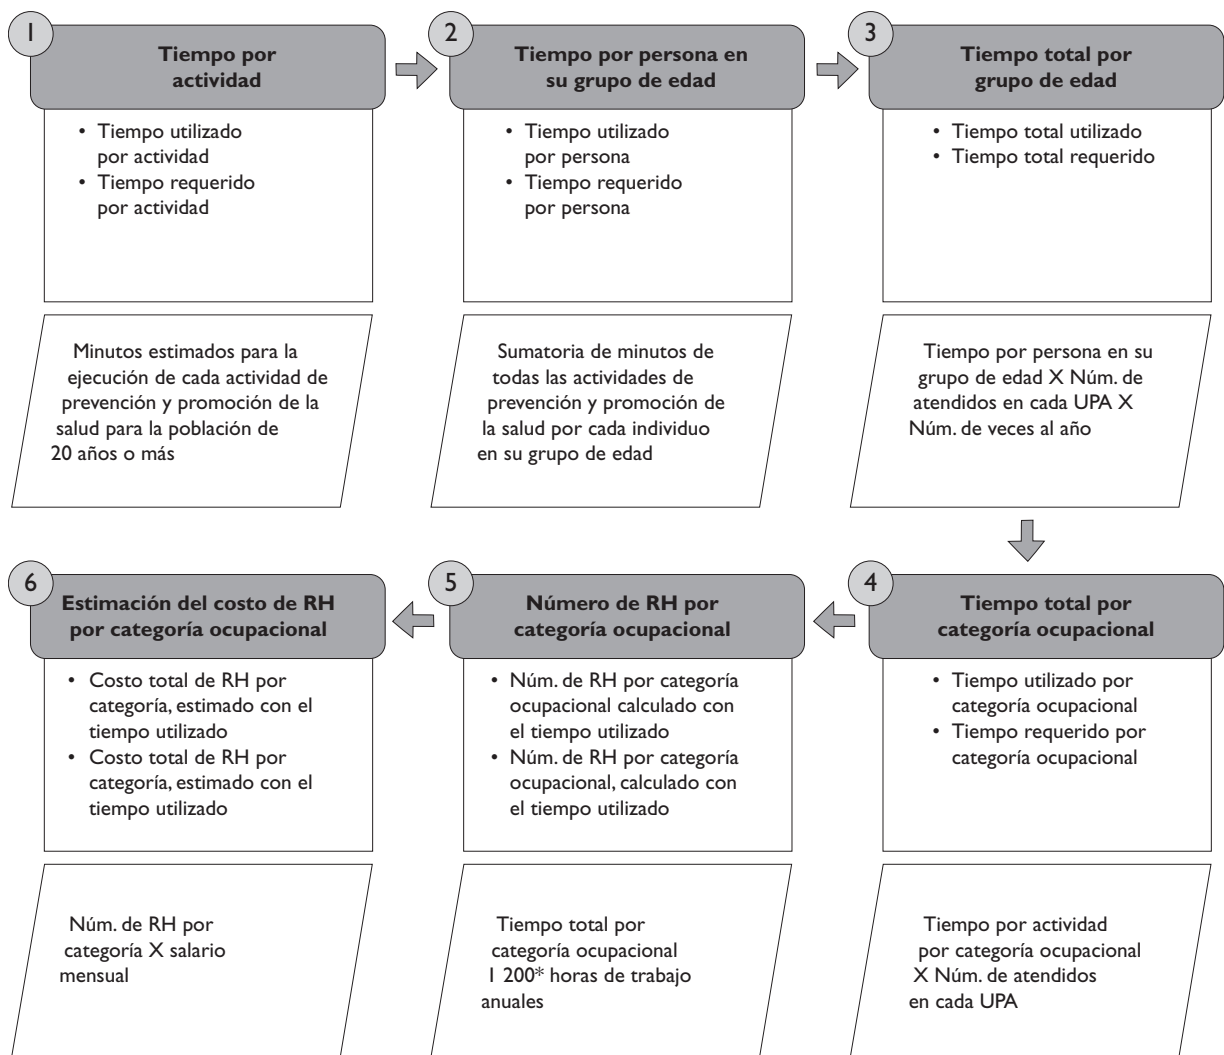 1
Tiempo por
actividad
• Tiempo utilizado
por actividad
• Tiempo requerido
por actividad
Minutos estimados para la
ejecución de cada actividad de
prevención y promoción de la
salud para la población de
20 años o más
2
Tiempo por persona en
su grupo de edad
• Tiempo utilizado
por persona
• Tiempo requerido
por persona
Sumatoria de minutos de
todas las actividades de
prevención y promoción de
la salud por cada individuo
en su grupo de edad
3
Tiempo total por
grupo de edad
• Tiempo total utilizado
• Tiempo total requerido
Tiempo por persona en su
grupo de edad X Núm. de
atendidos en cada UPA X
Núm. de veces al año
4
Tiempo total por
categoría ocupacional
• Tiempo utilizado por
categoría ocupacional
• Tiempo requerido por
categoría ocupacional
Tiempo por actividad
por categoría ocupacional
X Núm. de atendidos
en cada UPA
5
Número de RH por
categoría ocupacional
• Núm. de RH por categoría
ocupacional calculado con
el tiempo utilizado
• Núm. de RH por categoría
ocupacional, calculado con
el tiempo utilizado
Tiempo total por
categoría ocupacional
1 200* horas de trabajo
anuales
6
Estimación del costo de RH
por categoría ocupacional
• Costo total de RH por
categoría, estimado con el
tiempo utilizado
• Costo total de RH por
categoría, estimado con el
tiempo utilizado
Núm. de RH por
categoría X salario
mensual